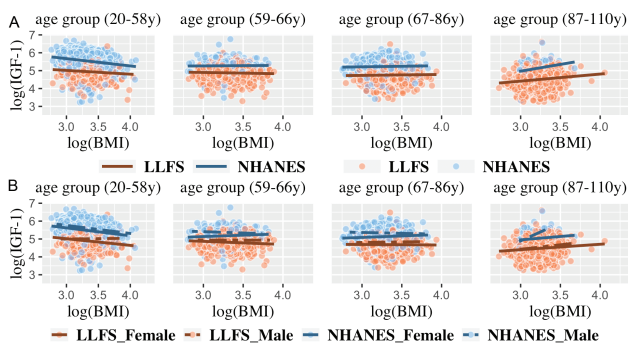 A age group (20-58y) age group (59-66y) age group (67-86y) age group (87-110y)
log(IGF-1)
7
6
5
4
3
3.0 3.5 4.0 3.0 3.5 4.0 3.0 3.5 4.0 3.0 3.5 4.0
log(BMI) log(BMI) log(BMI) log(BMI)
LLFS NHANES LLFS NHANES
B age group (20-58y) age group (59-66y) age group (67-86y) age group (87-110y)
log(IGF-1)
7
6
5
4
3
3.0 3.5 4.0 3.0 3.5 4.0 3.0 3.5 4.0 3.0 3.5 4.0
log(BMI) log(BMI) log(BMI) log(BMI)
LLFS_Female LLFS_Male NHANES_Female NHANES_Male